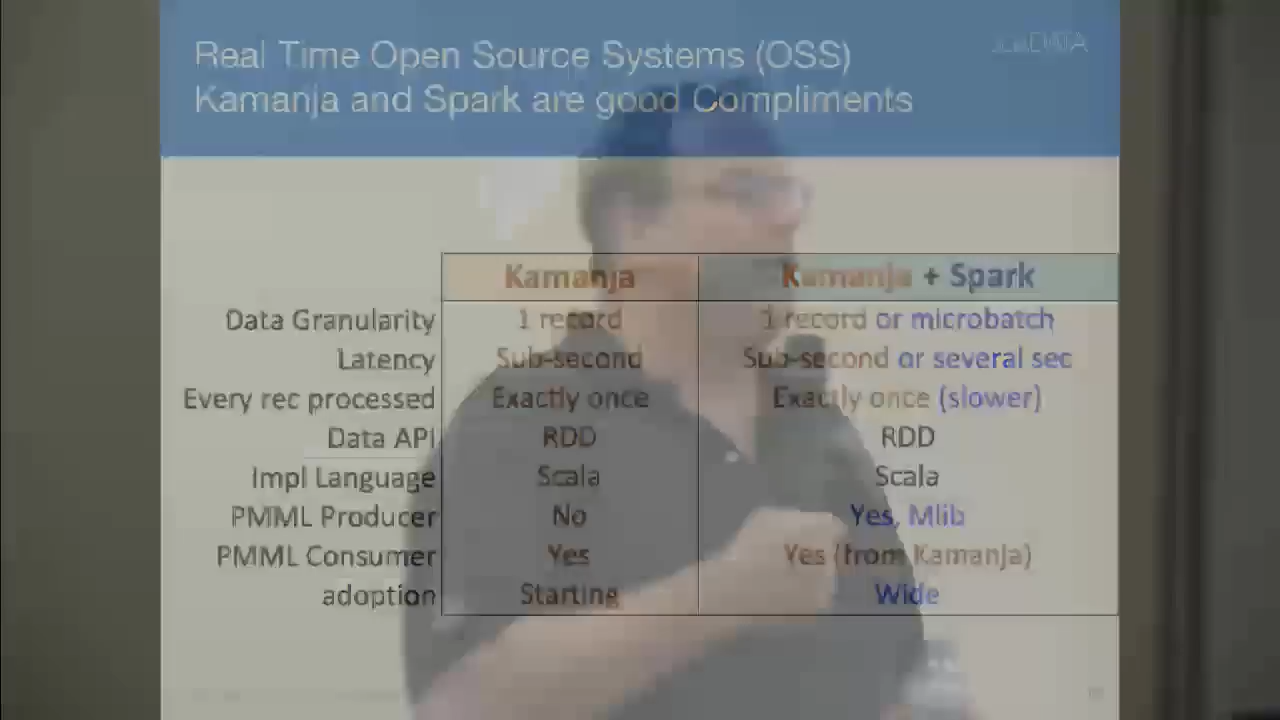 Real Time Open Source Systems (OSS)
Kamanja and Spark are good Compliments
Kamanja Kamanja + Spark
Data Granularity 1 record 1 record or microbatch
Latency Sub-second Sub-second or several sec
Every rec processed Exactly once Exactly once (slower)
Data API RDD RDD
Impl Language Scala Scala
PMML Producer No Yes, Mlib
PMML Consumer Yes Yes (from Kamanja)
adoption Starting Wide